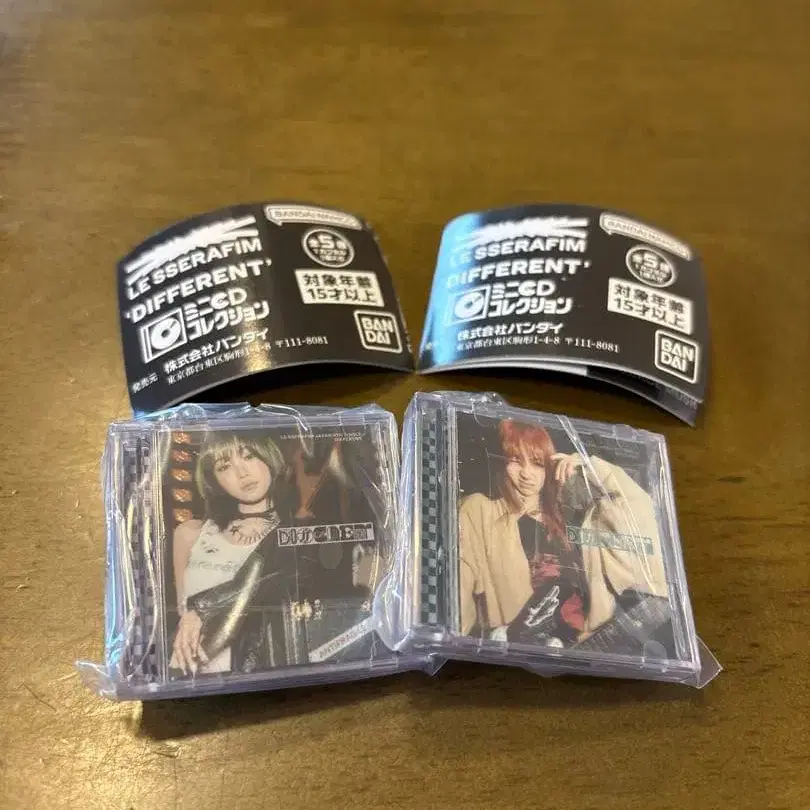 BANDAI NAMCO
LE SSERAFIM
'DIFFERENT'
ミニCD
コレクション
全5種
対象年齢
15才以上
発売元 株式会社バンダイ
東京都台東区駒形1-4-8 〒111-8081
BAN
DAI
BANDAI NAMCO
LE SSERAFIM
'DIFFERENT'
ミニCD
コレクション
全5種
対象年齢
15才以上
株式会社バンダイ
東京都台東区駒形1-4-8 〒111-8081
BAN
DAI
DIFFERENT
ANTIFRAGILE
DIFFERENT